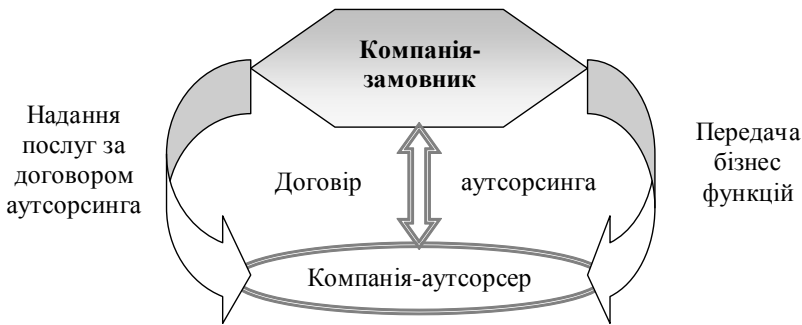 Компанія-
замовник
Надання
послуг за
договором
аутсорсинга
Договір аутсорсинга
Передача
бізнес
функцій
Компанія-аутсорсер